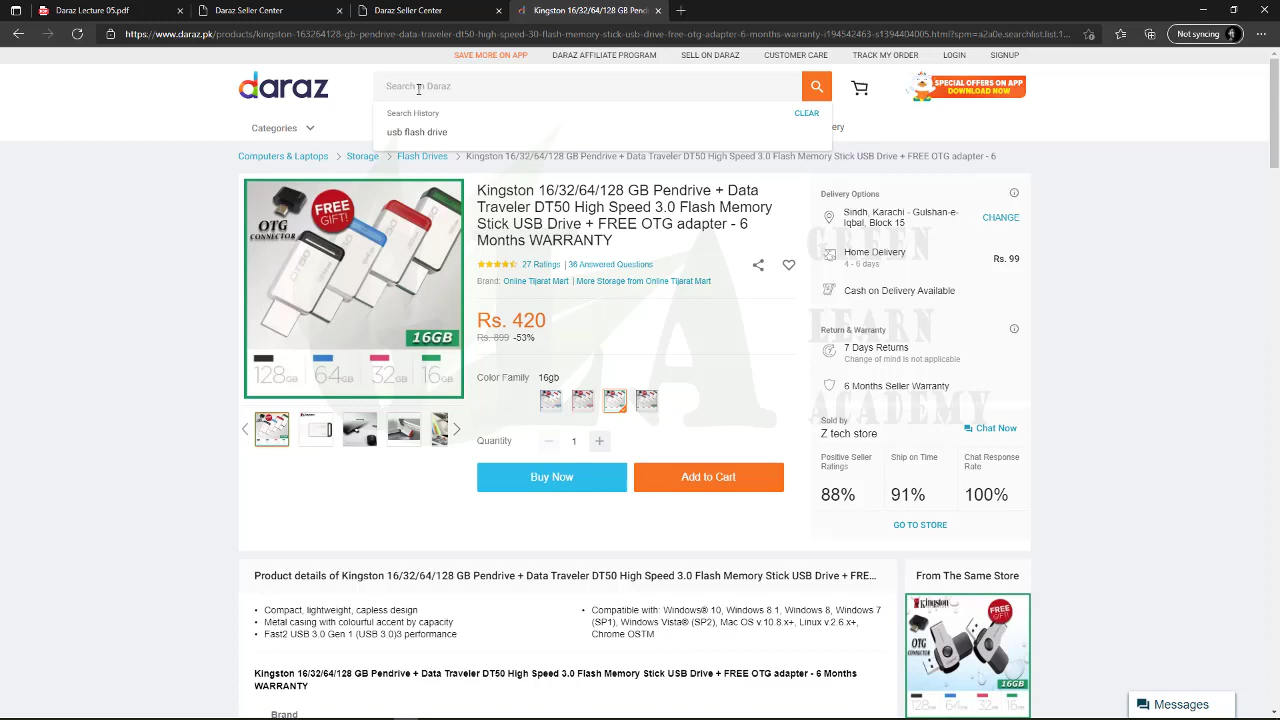 Daraz Lecture 05.pdf
Daraz Seller Center
Daraz Seller Center
Kingston 16/32/64/128 GB Pendri
https://www.daraz.pk/products/kingston-163264128-gb-pendrive-data-traveler-dt50-high-speed-30-flash-memory-stick-usb-drive-free-otg-adapter-6-months-warranty-i194542463-s1394404005.html?spm=a2a0e.searchlist.list.1...
Not syncing
SAVE MORE ON APP
DARAZ AFFILIATE PROGRAM
SELL ON DARAZ
CUSTOMER CARE
TRACK MY ORDER
LOGIN
SIGNUP
daraz
Search in Daraz
SPECIAL OFFERS ON APP
DOWNLOAD NOW
Search History
CLEAR
usb flash drive
Categories
ery
Computers & Laptops > Storage > Flash Drives > Kingston 16/32/64/128 GB Pendrive + Data Traveler DT50 High Speed 3.0 Flash Memory Stick USB Drive + FREE OTG adapter - 6
FREE
GIFT!
OTG
CONNECTOR
16GB
128GB
64GB
32GB
16GB
Kingston 16/32/64/128 GB Pendrive + Data
Traveler DT50 High Speed 3.0 Flash Memory
Stick USB Drive + FREE OTG adapter - 6
Months WARRANTY
27 Ratings | 36 Answered Questions
Brand: Online Tijarat Mart | More Storage from Online Tijarat Mart
Rs. 420
Rs. 899 -53%
Color Family 16gb
Quantity
1
Buy Now
Add to Cart
Delivery Options
Sindh, Karachi - Gulshan-e-
Iqbal, Block 15
CHANGE
Home Delivery
4 - 6 days
Rs. 99
Cash on Delivery Available
Return & Warranty
7 Days Returns
Change of mind is not applicable
6 Months Seller Warranty
Sold by
Z tech store
Chat Now
Positive Seller
Ratings
Ship on Time
Chat Response
Rate
88%
91%
100%
GO TO STORE
GREEN
LEARN
ACADEMY
Product details of Kingston 16/32/64/128 GB Pendrive + Data Traveler DT50 High Speed 3.0 Flash Memory Stick USB Drive + FRE...
• Compact, lightweight, capless design
• Metal casing with colourful accent by capacity
• Fast2 USB 3.0 Gen 1 (USB 3.0)3 performance
• Compatible with: Windows® 10, Windows 8.1, Windows 8, Windows 7
(SP1), Windows Vista® (SP2), Mac OS v.10.8.x+, Linux v.2.6 x+,
Chrome OSTM
Kingston 16/32/64/128 GB Pendrive + Data Traveler DT50 High Speed 3.0 Flash Memory Stick USB Drive + FREE OTG adapter - 6 Months
WARRANTY
Brand
From The Same Store
Kingston
FREE
GIFT!
OTG
CONNECTOR
16GB
128
64
32
16
Messages